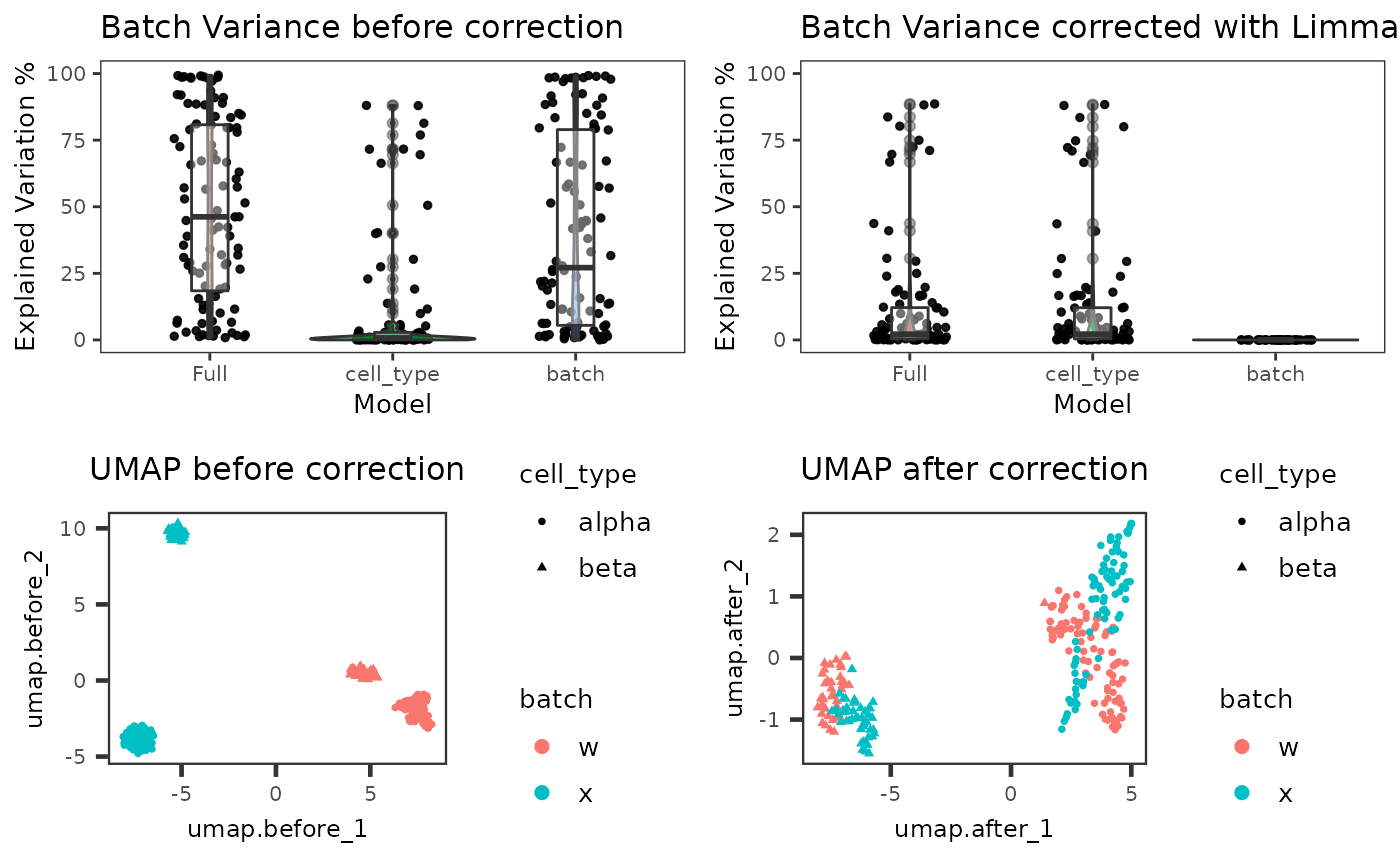 Batch Variance before correction
Explained Variation %
100
75
50
25
0
Full cell_type batch
Model
Batch Variance corrected with Limma
Explained Variation %
100
75
50
25
0
Full cell_type batch
Model
UMAP before correction
umap.before_2
10
5
0
-5
-5 0 5
umap.before_1
cell_type
alpha
beta
batch
w
x
UMAP after correction
umap.after_2
2
1
0
-1
-5 0 5
umap.after_1
cell_type
alpha
beta
batch
w
x